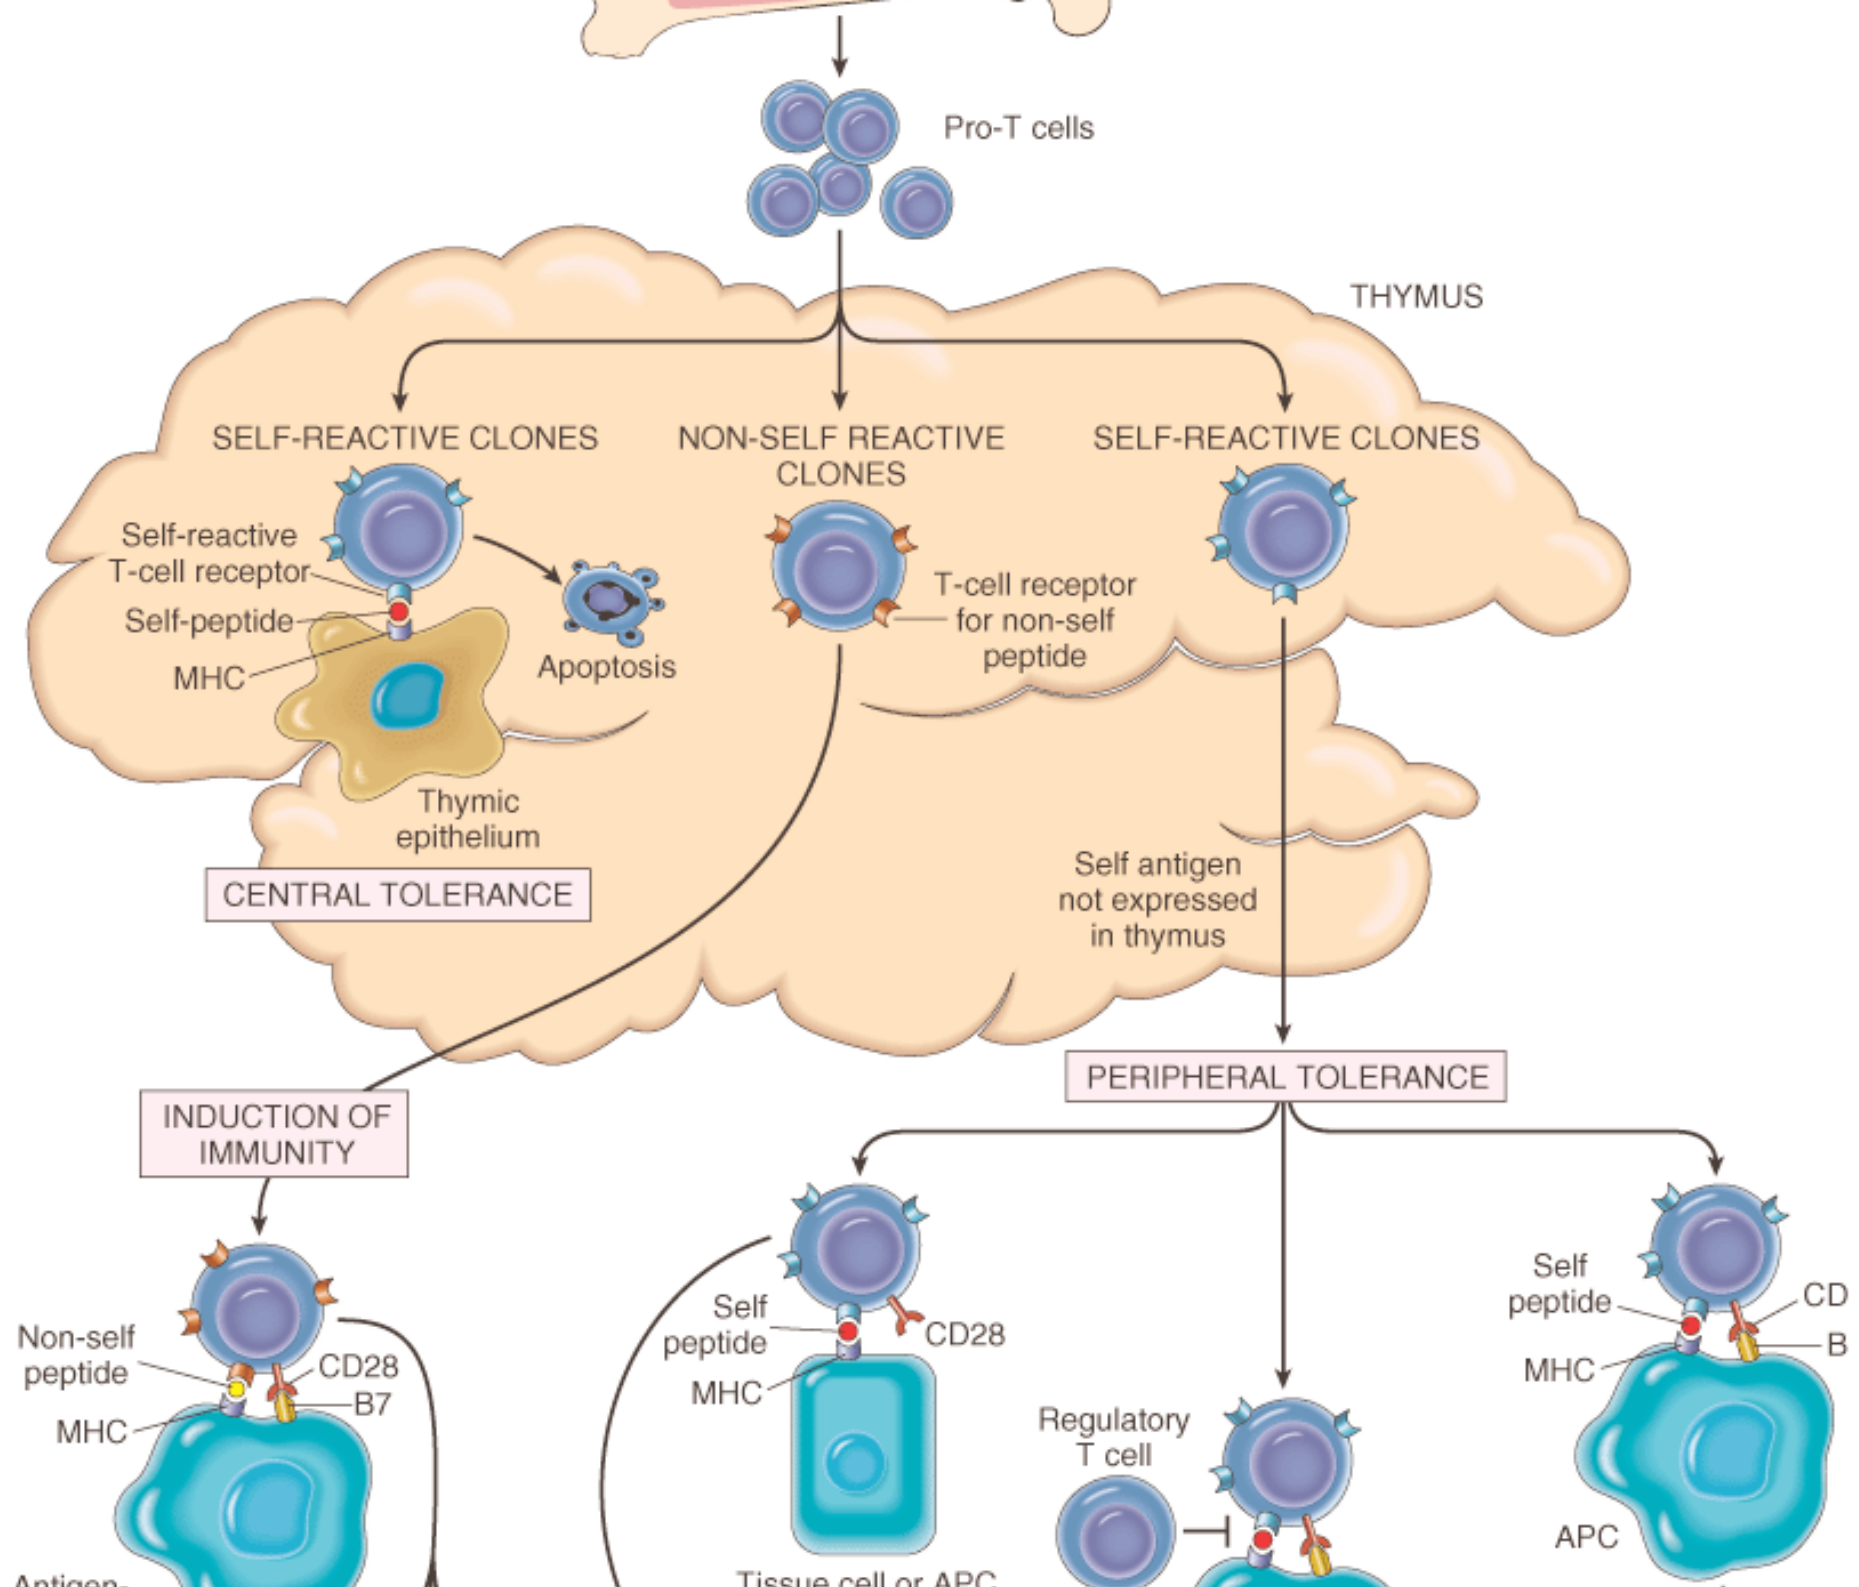 Pro-T cells
THYMUS
SELF-REACTIVE CLONES
NON-SELF REACTIVE
CLONES
SELF-REACTIVE CLONES
Self-reactive
T-cell receptor
Self-peptide
MHC
Apoptosis
T-cell receptor
for non-self
peptide
Thymic
epithelium
CENTRAL TOLERANCE
Self antigen
not expressed
in thymus
PERIPHERAL TOLERANCE
INDUCTION OF
IMMUNITY
Non-self
peptide
MHC
CD28
B7
Self
peptide
MHC
CD28
Regulatory
T cell
Self
peptide
MHC
CD
B
APC
Antigen-
Tissue cell or APC